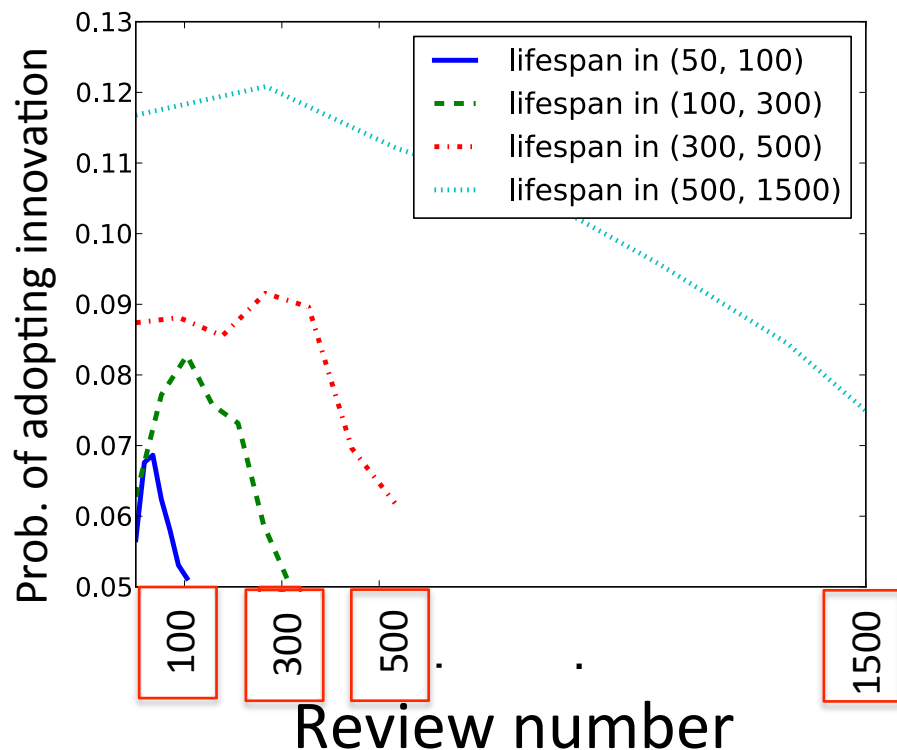 Prob. of adopting innovation
0.13
0.12
0.11
0.10
0.09
0.08
0.07
0.06
0.05
lifespan in (50, 100)
lifespan in (100, 300)
lifespan in (300, 500)
lifespan in (500, 1500)
100
300
500
. .
1500
Review number